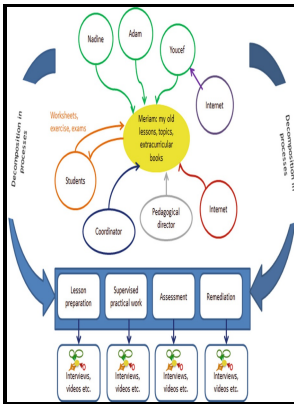 Nadine
Adam
Youcef
Internet
Worksheets,
exercise, exams
Meriam: my old
lessons, topics,
extracurricular
books
Decomposition in
processes
Decomposition in
processes
Students
Coordinator
Pedagogical
director
Internet
Lesson
preparation
Supervised
practical work
Assessment
Remediation
Interviews,
videos etc.
Interviews,
videos etc.
Interviews,
videos etc.
Interviews,
videos etc.